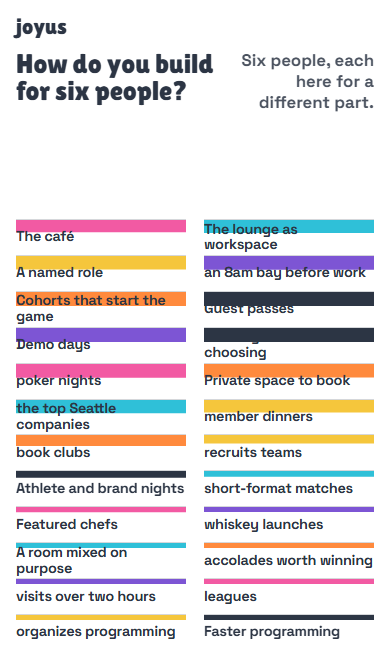 joyus
How do you build
for six people?
Six people, each
here for a
different part.
The café
The lounge as
workspace
A named role
an 8am bay before work
Cohorts that start the
game
Guest passes
Demo days
choosing
poker nights
Private space to book
the top Seattle
companies
member dinners
book clubs
recruits teams
Athlete and brand nights
short-format matches
Featured chefs
whiskey launches
A room mixed on
purpose
accolades worth winning
visits over two hours
leagues
organizes programming
Faster programming